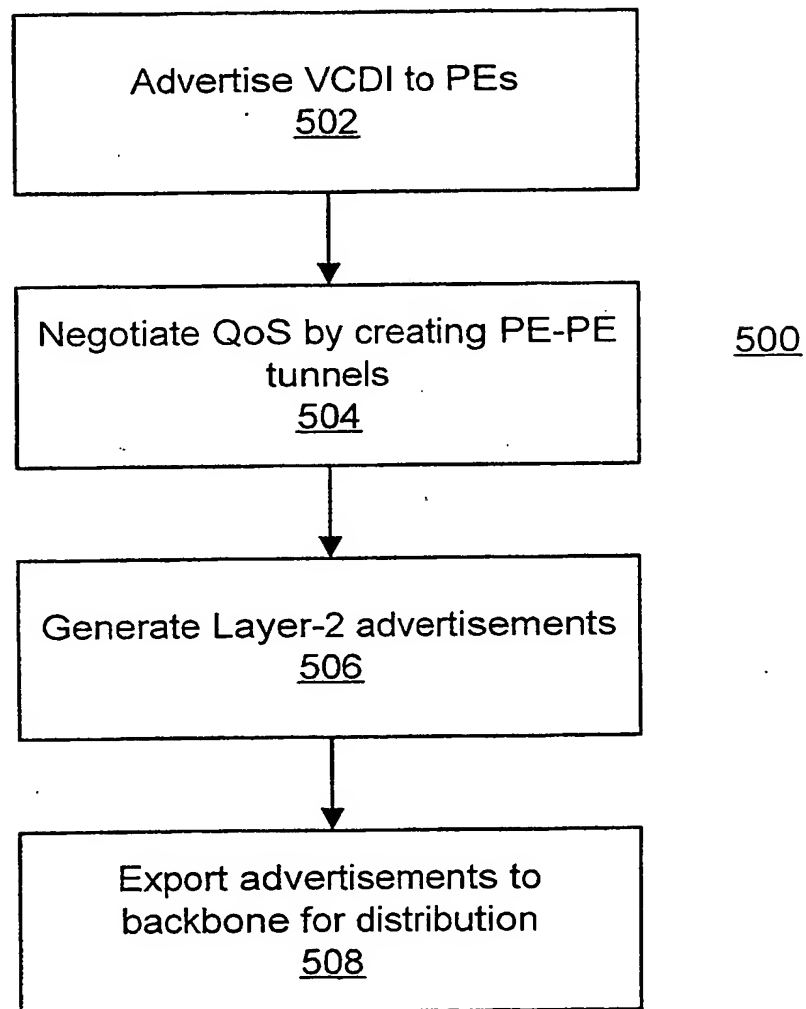 Advertise VCDI to PEs
502
Negotiate QoS by creating PE-PE
tunnels
504
500
Generate Layer-2 advertisements
506
Export advertisements to
backbone for distribution
508